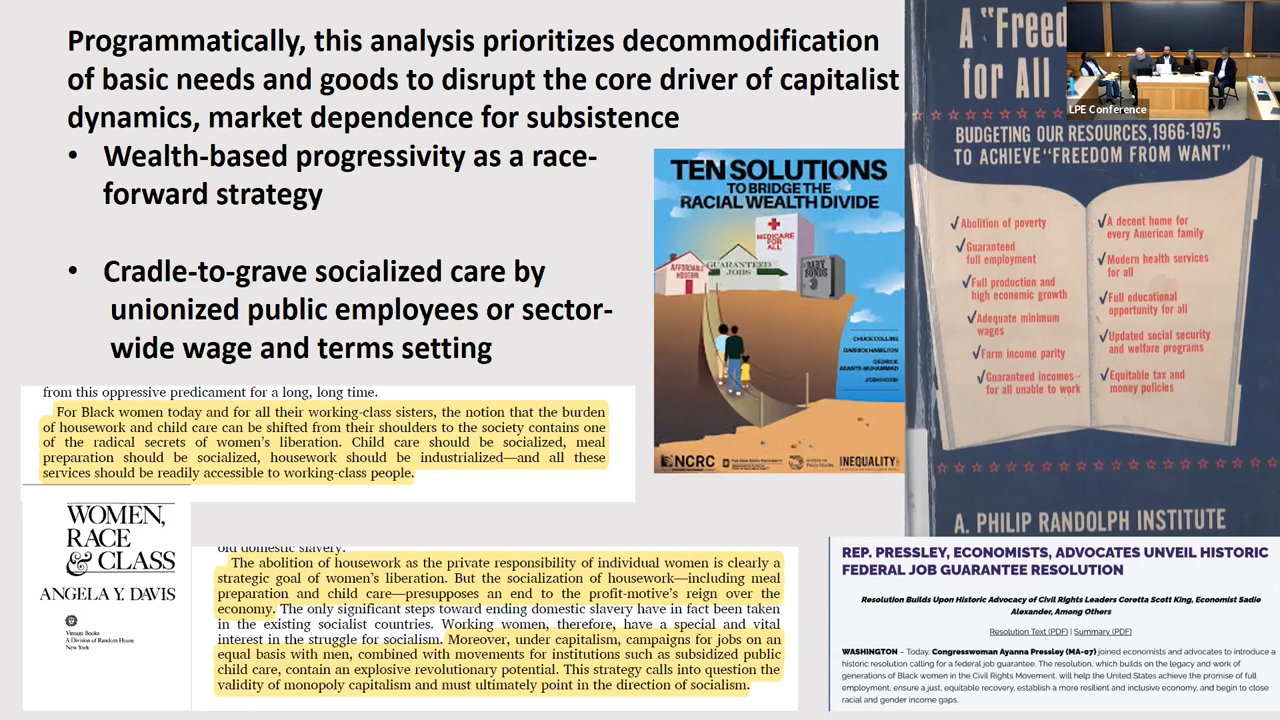 Programmatically, this analysis prioritizes decommodification
of basic needs and goods to disrupt the core driver of capitalist
dynamics, market dependence for subsistence
• Wealth-based progressivity as a race-
forward strategy
• Cradle-to-grave socialized care by
unionized public employees or sector-
wide wage and terms setting
from this oppressive predicament for a long, long time.
For Black women today and for all their working-class sisters, the notion that the burden
of housework and child care can be shifted from their shoulders to the society contains one
of the radical secrets of women's liberation. Child care should be socialized, meal
preparation should be socialized, housework should be industrialized—and all these
services should be readily accessible to working-class people.
WOMEN,
RACE
& CLASS
ANGELA Y. DAVIS
Vintage Books
A Division of Random House
New York
old domestic slavery.
The abolition of housework as the private responsibility of individual women is clearly a
strategic goal of women's liberation. But the socialization of housework—including meal
preparation and child care—presupposes an end to the profit-motive's reign over the
economy. The only significant steps toward ending domestic slavery have in fact been taken
in the existing socialist countries. Working women, therefore, have a special and vital
interest in the struggle for socialism. Moreover, under capitalism, campaigns for jobs on an
equal basis with men, combined with movements for institutions such as subsidized public
child care, contain an explosive revolutionary potential. This strategy calls into question the
validity of monopoly capitalism and must ultimately point in the direction of socialism.
TEN SOLUTIONS
TO BRIDGE THE
RACIAL WEALTH DIVIDE
MEDICARE
FOR
ALL
AFFORDABLE
HOUSING
GUARANTEED
JOBS
BABY
BONDS
CHUCK COLLINS
DARRICK HAMILTON
DEDRICK
ASANTE-MUHAMMAD
JOSH HOXIE
NCRC
INEQUALITY
A "Freed
for All
LPE Conference
BUDGETING OUR RESOURCES, 1966-1975
TO ACHIEVE "FREEDOM FROM WANT"
✓Abolition of poverty
✓Guaranteed
full employment
✓Full production and
high economic growth
✓Adequate minimum
wages
✓Farm income parity
✓Guaranteed incomes-
for all unable to work
✓A decent home for
every American family
✓Modern health services
for all
✓Full educational
opportunity for all
✓Updated social security
and welfare programs
✓Equitable tax and
money policies
A. PHILIP RANDOLPH INSTITUTE
REP. PRESSLEY, ECONOMISTS, ADVOCATES UNVEIL HISTORIC
FEDERAL JOB GUARANTEE RESOLUTION
Resolution Builds Upon Historic Advocacy of Civil Rights Leaders Coretta Scott King, Economist Sadie
Alexander, Among Others
Resolution Text (PDF) | Summary (PDF)
WASHINGTON – Today, Congresswoman Ayanna Pressley (MA-07) joined economists and advocates to introduce a
historic resolution calling for a federal job guarantee. The resolution, which builds on the legacy and work of
generations of Black women in the Civil Rights Movement, will help the United States achieve the promise of full
employment, ensure a just, equitable recovery, establish a more resilient and inclusive economy, and begin to close
racial and gender income gaps.